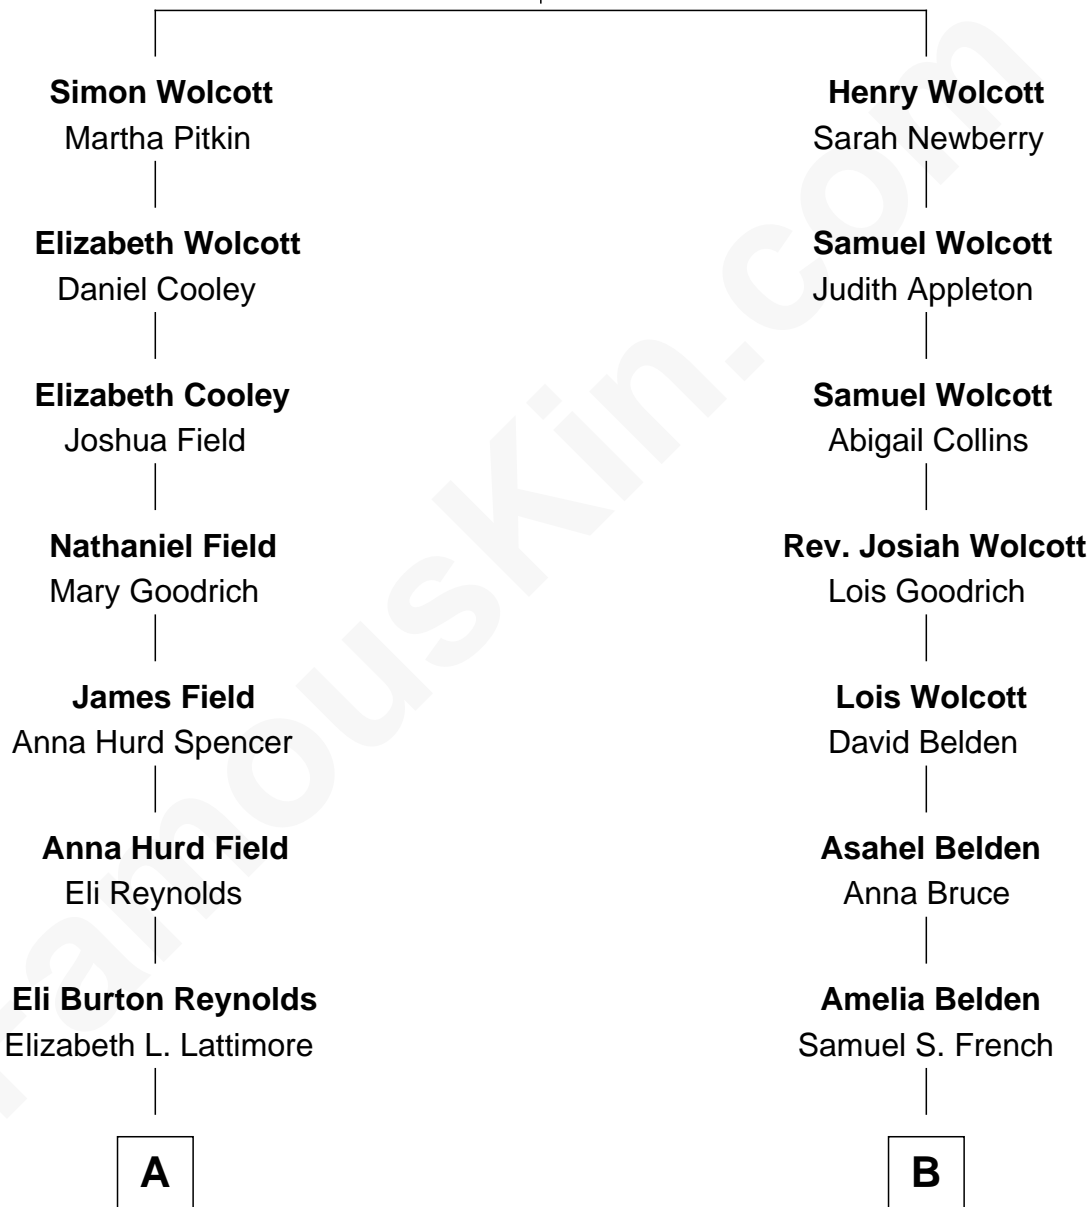 Simon Wolcott
Martha Pitkin
Elizabeth Wolcott
Daniel Cooley
Elizabeth Cooley
Joshua Field
Nathaniel Field
Mary Goodrich
James Field
Anna Hurd Spencer
Anna Hurd Field
Eli Reynolds
Eli Burton Reynolds
Elizabeth L. Lattimore
A
Henry Wolcott
Sarah Newberry
Samuel Wolcott
Judith Appleton
Samuel Wolcott
Abigail Collins
Rev. Josiah Wolcott
Lois Goodrich
Lois Wolcott
David Belden
Asahel Belden
Anna Bruce
Amelia Belden
Samuel S. French
B
FamousKin.com